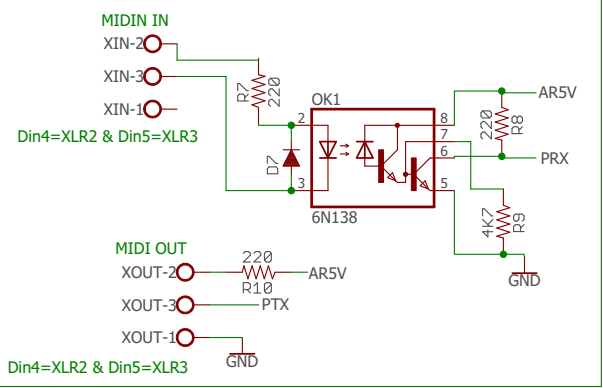 MIDIN IN
XIN-2
XIN-3
XIN-1
Din4=XLR2 & Din5=XLR3
R7
220
D7
OK1
2
3
8
7
6
5
6N138
220
R8
AR5V
PRX
4K7
R9
GND
MIDI OUT
XOUT-2
220
R10
AR5V
XOUT-3
PTX
XOUT-1
GND
Din4=XLR2 & Din5=XLR3